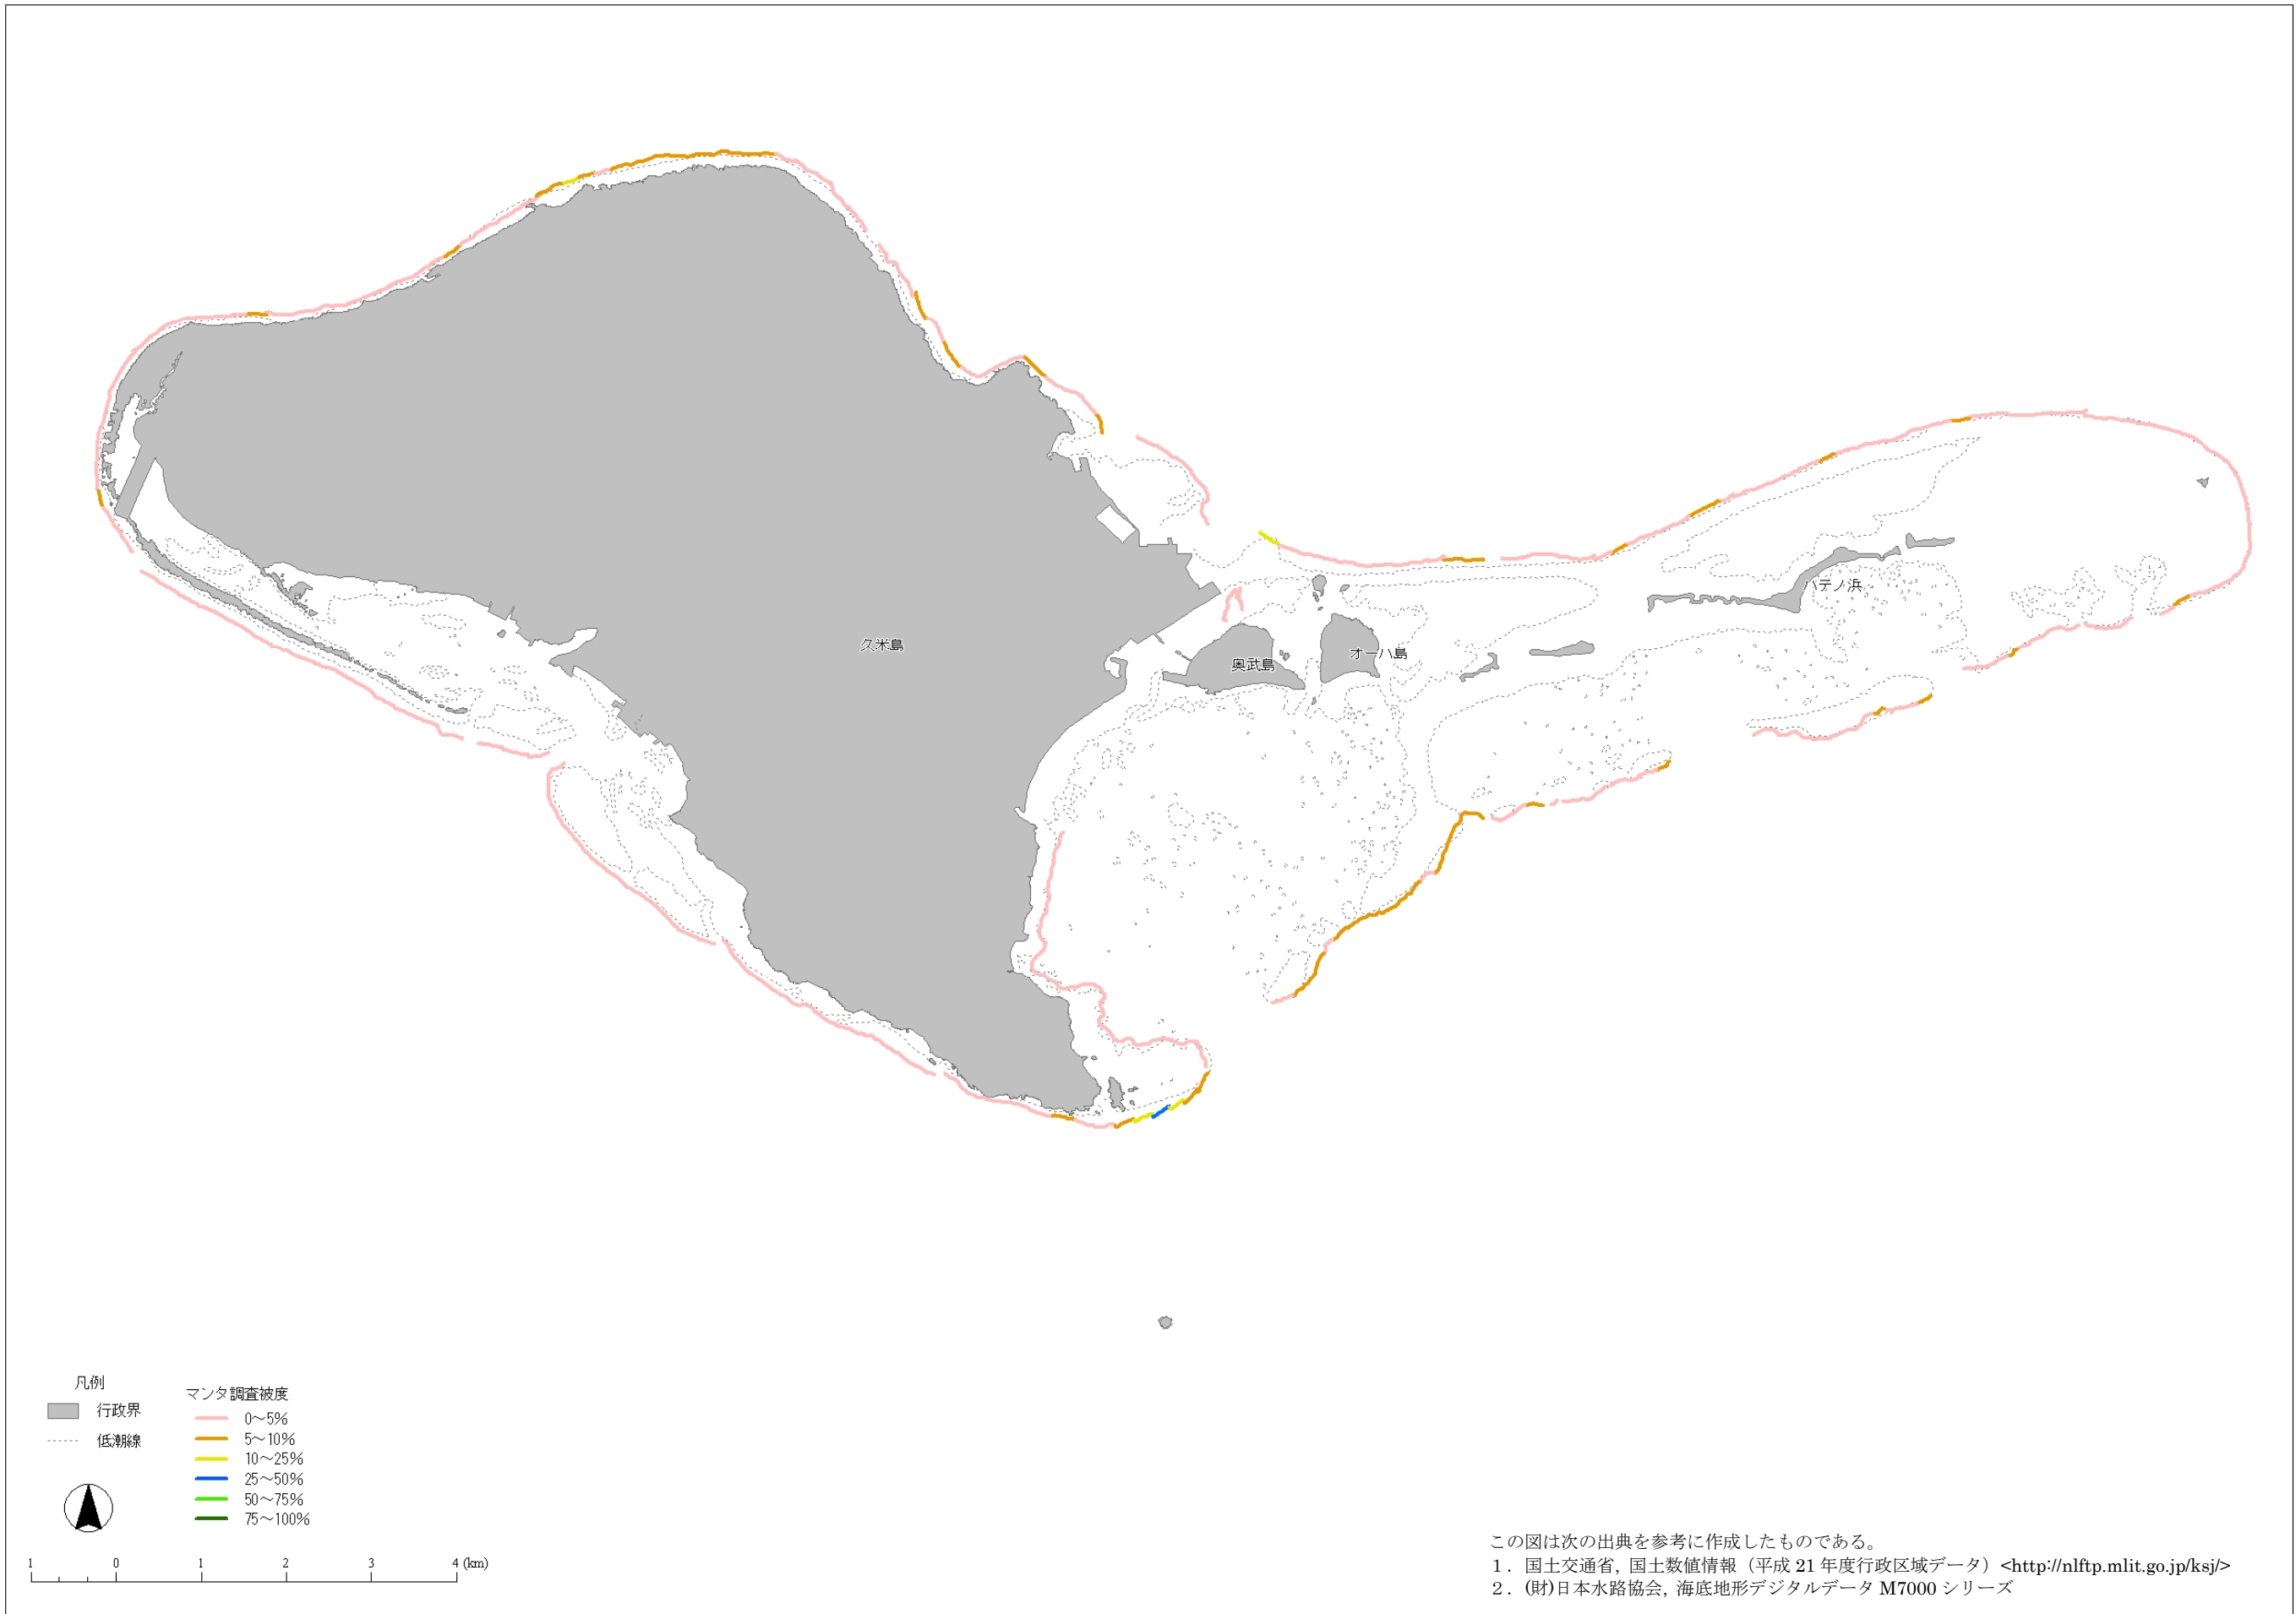 久米島
奥武島
オーハ島
ハテノ浜
凡例
行政界
低潮線
マンタ調査被度
0～5%
5～10%
10～25%
25～50%
50～75%
75～100%
1 0 1 2 3 4 (km)
この図は次の出典を参考に作成したものである。
１．国土交通省, 国土数値情報（平成 21 年度行政区域データ）<http://nlftp.mlit.go.jp/ksj/>
２．(財)日本水路協会, 海底地形デジタルデータ M7000 シリーズ